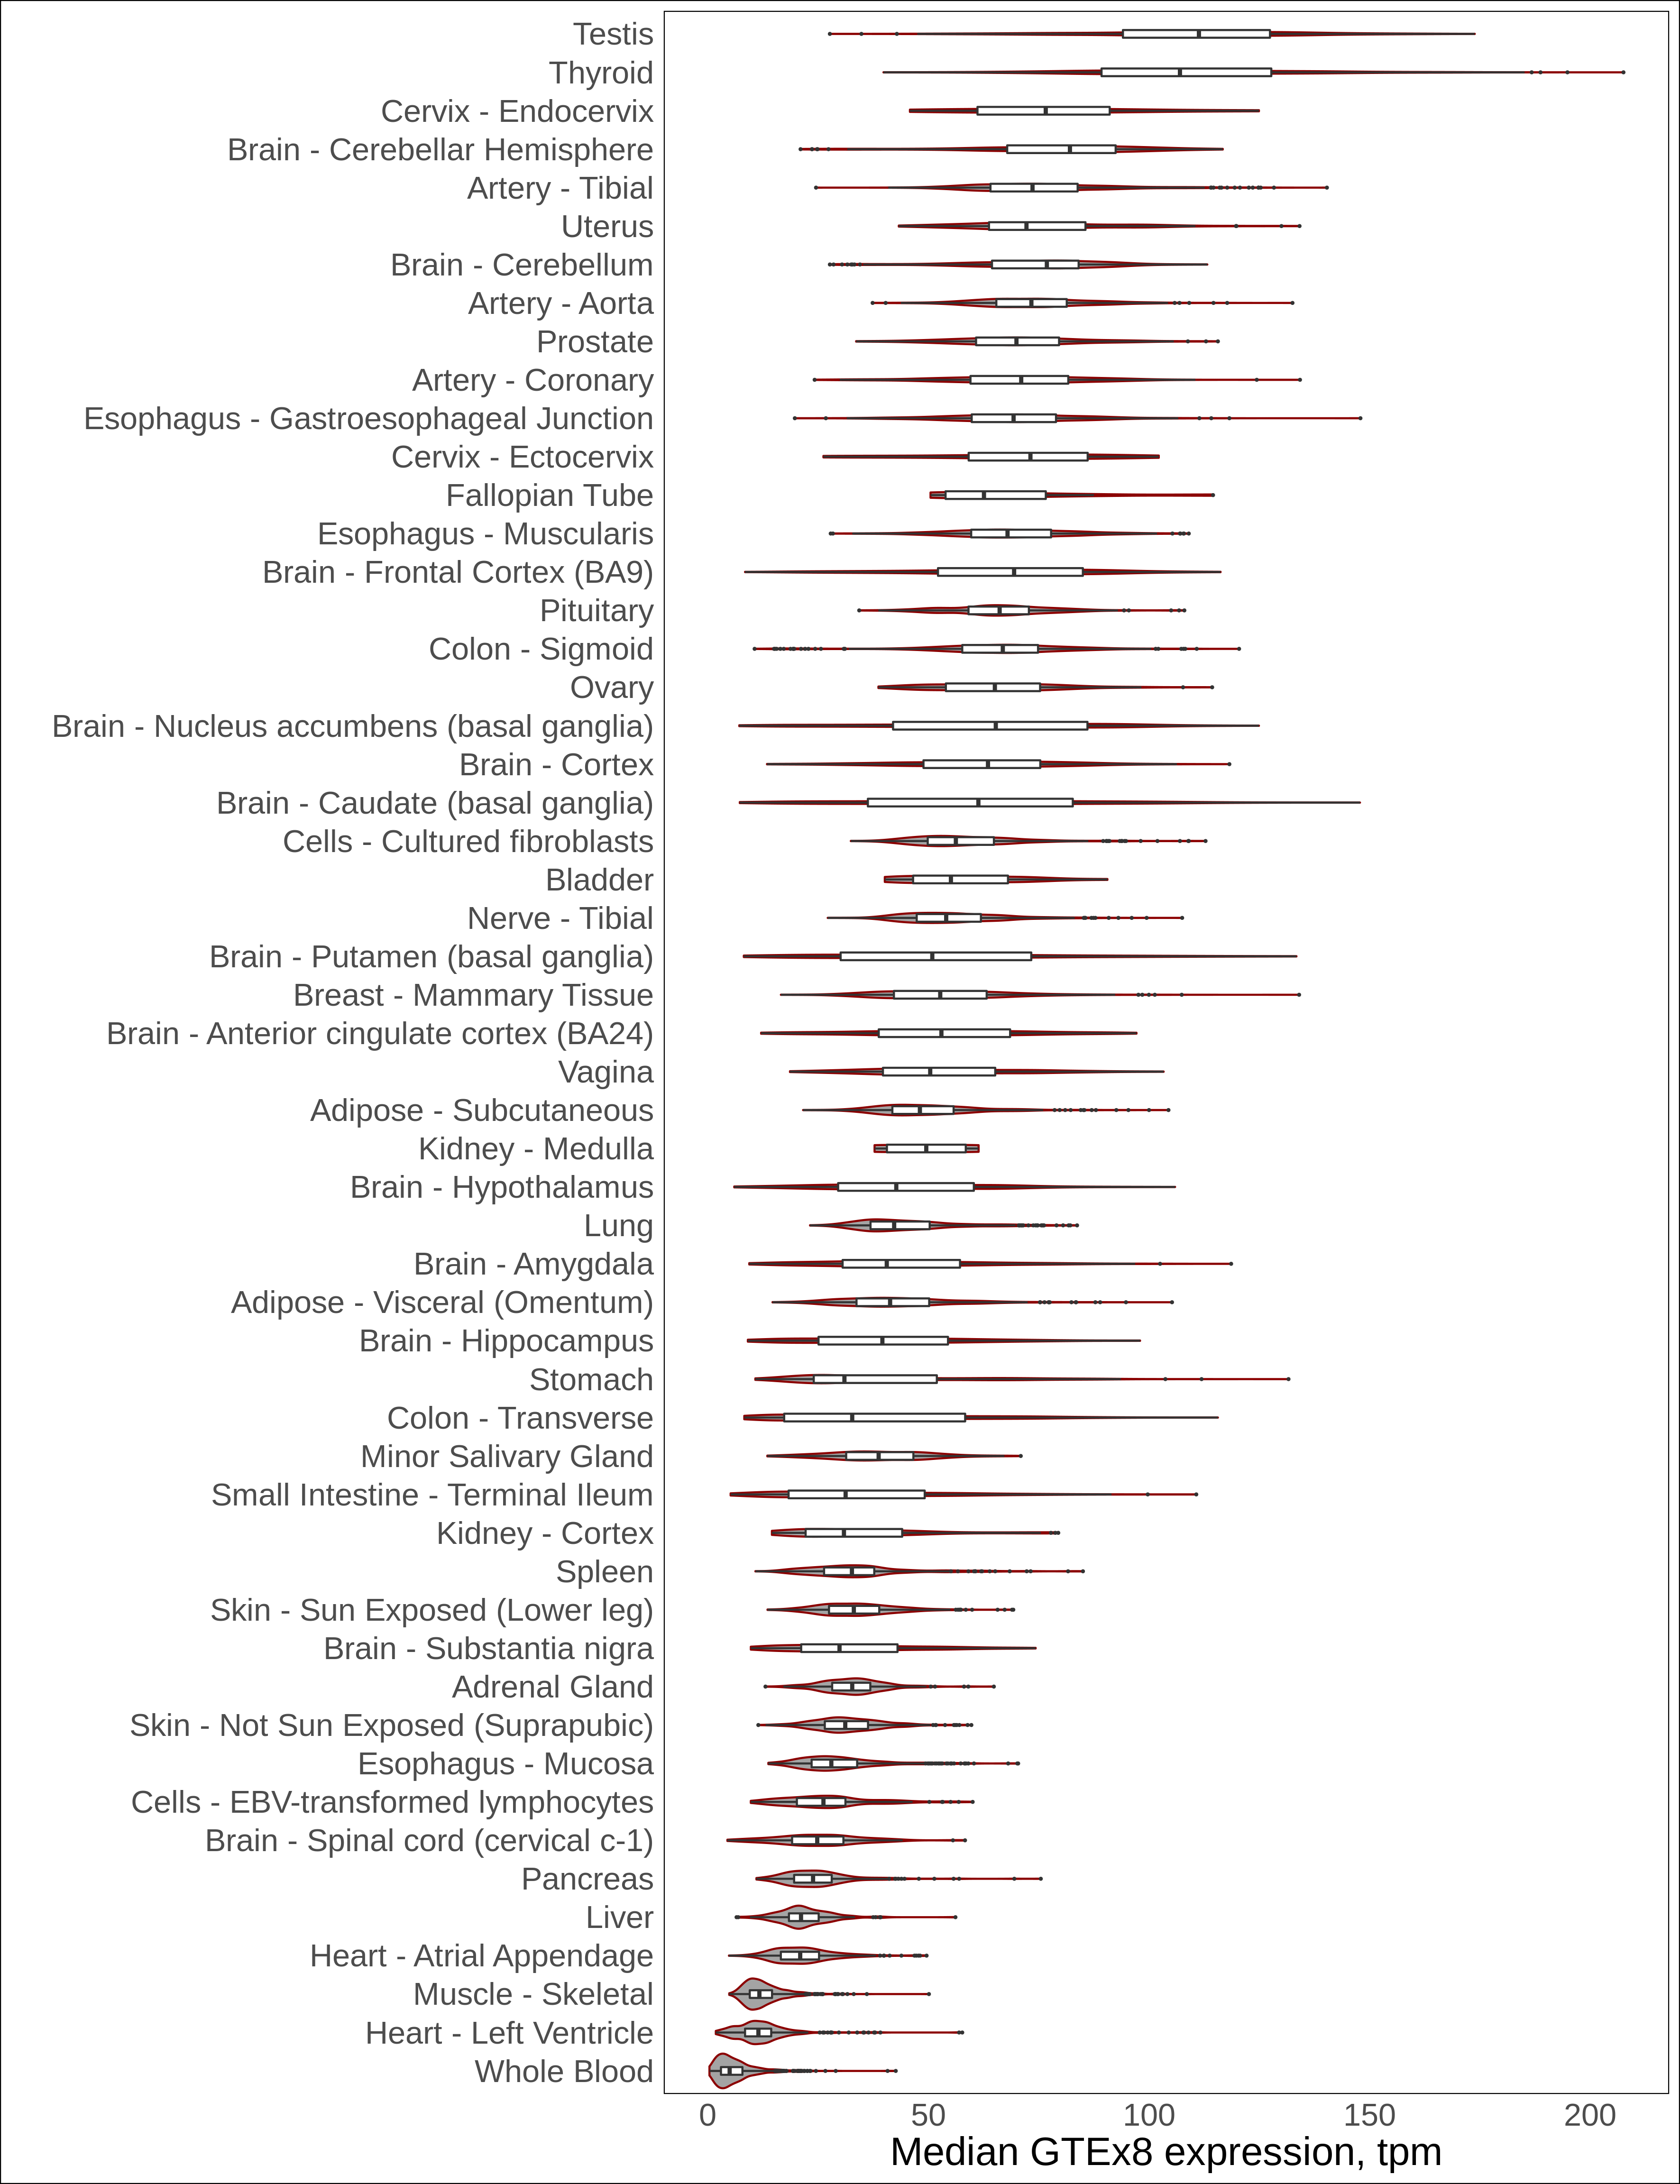 Testis
Thyroid
Cervix - Endocervix
Brain - Cerebellar Hemisphere
Artery - Tibial
Uterus
Brain - Cerebellum
Artery - Aorta
Prostate
Artery - Coronary
Esophagus - Gastroesophageal Junction
Cervix - Ectocervix
Fallopian Tube
Esophagus - Muscularis
Brain - Frontal Cortex (BA9)
Pituitary
Colon - Sigmoid
Ovary
Brain - Nucleus accumbens (basal ganglia)
Brain - Cortex
Brain - Caudate (basal ganglia)
Cells - Cultured fibroblasts
Bladder
Nerve - Tibial
Brain - Putamen (basal ganglia)
Breast - Mammary Tissue
Brain - Anterior cingulate cortex (BA24)
Vagina
Adipose - Subcutaneous
Kidney - Medulla
Brain - Hypothalamus
Lung
Brain - Amygdala
Adipose - Visceral (Omentum)
Brain - Hippocampus
Stomach
Colon - Transverse
Minor Salivary Gland
Small Intestine - Terminal Ileum
Kidney - Cortex
Spleen
Skin - Sun Exposed (Lower leg)
Brain - Substantia nigra
Adrenal Gland
Skin - Not Sun Exposed (Suprapubic)
Esophagus - Mucosa
Cells - EBV-transformed lymphocytes
Brain - Spinal cord (cervical c-1)
Pancreas
Liver
Heart - Atrial Appendage
Muscle - Skeletal
Heart - Left Ventricle
Whole Blood
0 50 100 150 200
Median GTEx8 expression, tpm